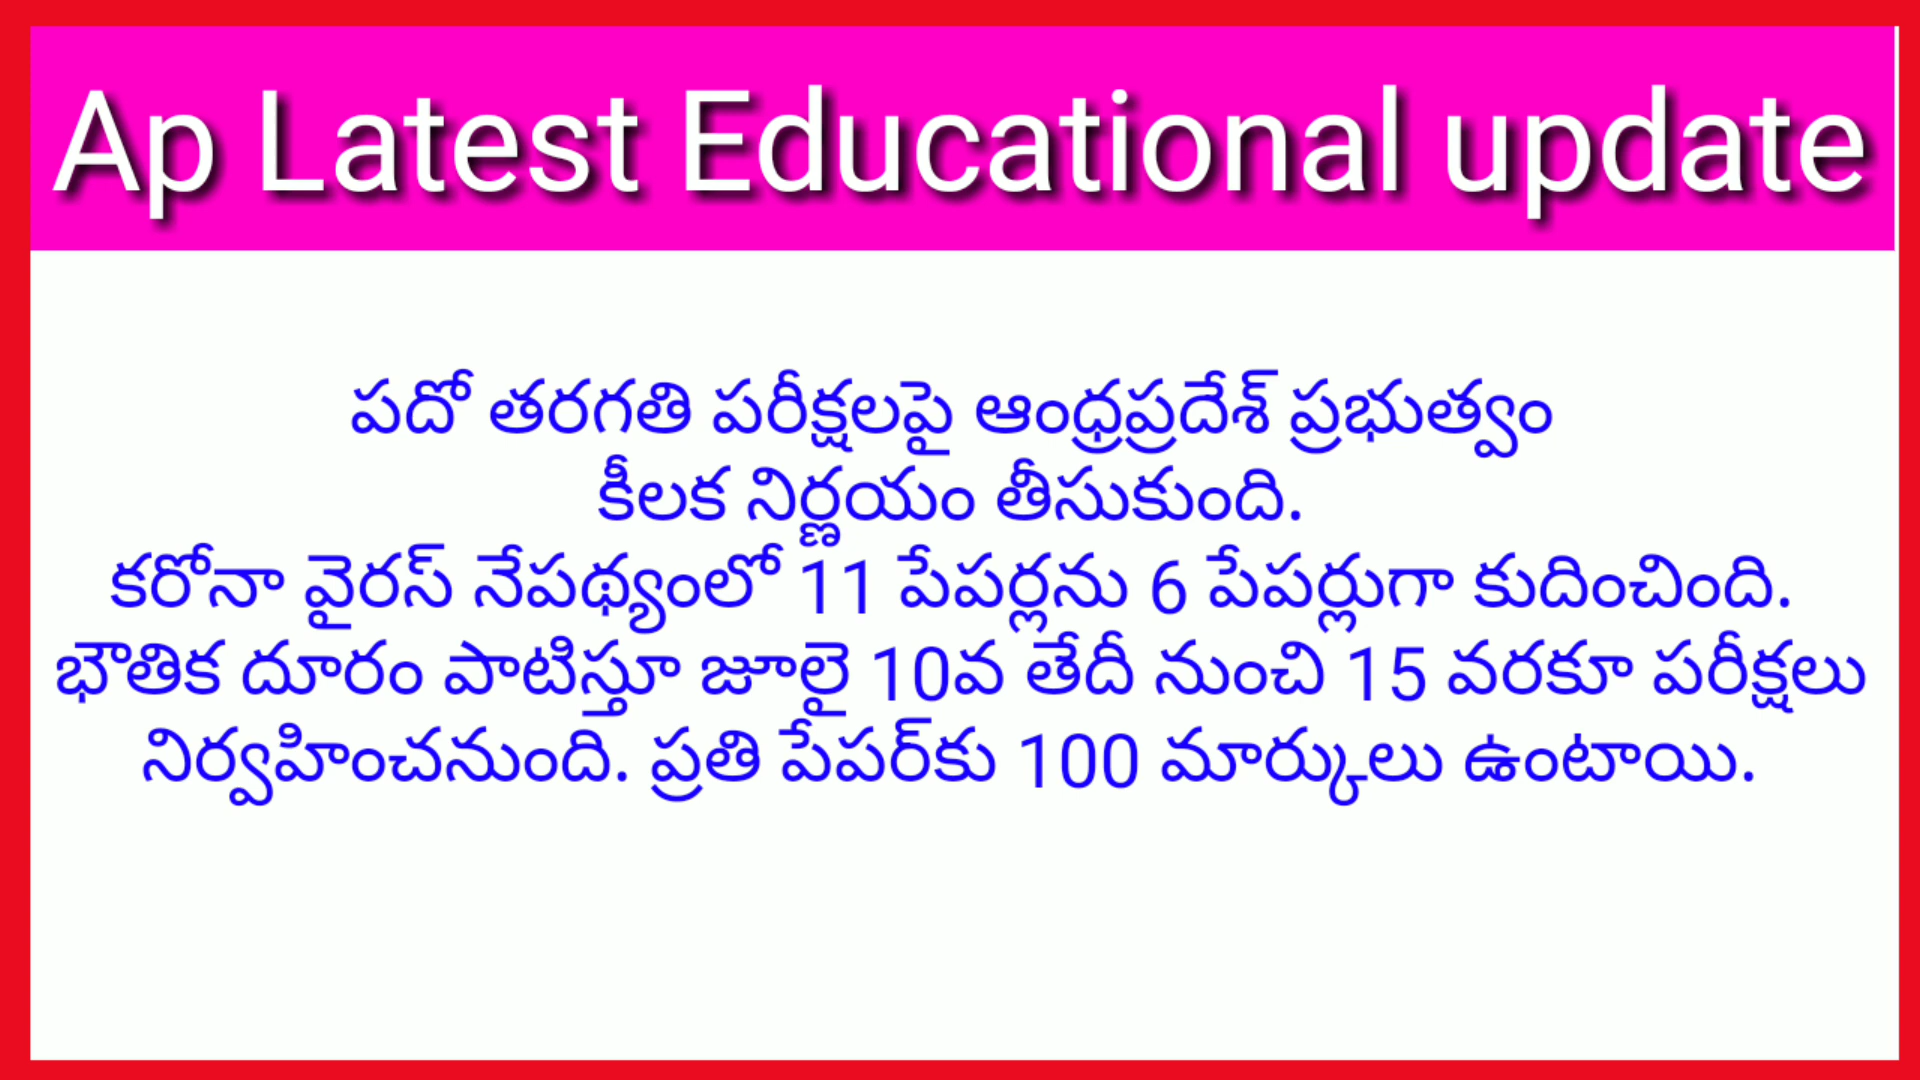 Ap Latest Educational update
పదో తరగతి పరీక్షలపై ఆంధ్రప్రదేశ్ ప్రభుత్వం
కీలక నిర్ణయం తీసుకుంది.
కరోనా వైరస్ నేపథ్యంలో 11 పేపర్లను 6 పేపర్లుగా కుదించింది.
భౌతిక దూరం పాటిస్తూ జూలై 10వ తేదీ నుంచి 15 వరకూ పరీక్షలు
నిర్వహించనుంది. ప్రతి పేపర్‌కు 100 మార్కులు ఉంటాయి.